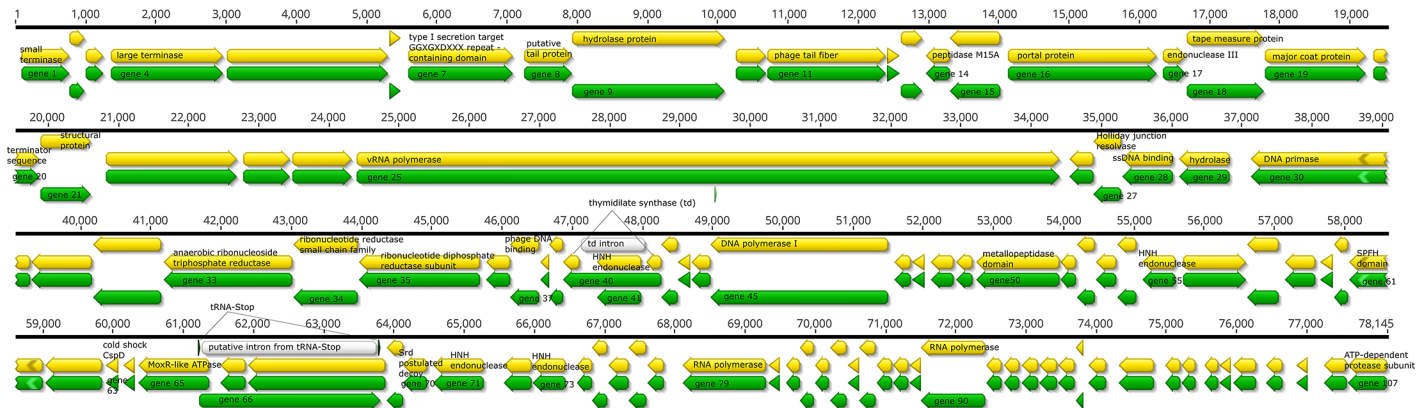 1 1,000 2,000 3,000 4,000 5,000 6,000 7,000 8,000 9,000 10,000 11,000 12,000 13,000 14,000 15,000 16,000 17,000 18,000 19,000
small terminase
large terminase
type I secretion target GGXGXDXXX repeat - containing domain
putative tail protein
hydrolase protein
phage tail fiber
peptidase M15A
portal protein
endonuclease III
tape measure protein
major coat protein
gene 1
gene 4
gene 7
gene 8
gene 9
gene 11
gene 14
gene 15
gene 16
gene 17
gene 18
gene 19
20,000 21,000 22,000 23,000 24,000 25,000 26,000 27,000 28,000 29,000 30,000 31,000 32,000 33,000 34,000 35,000 36,000 37,000 38,000 39,000
terminator sequence
structural protein
vRNA polymerase
Holliday junction resolvase
ssDNA binding
hydrolase
DNA primase
gene 20
gene 21
gene 25
gene 27
gene 28
gene 29
gene 30
thymidilate synthase (td)
40,000 41,000 42,000 43,000 44,000 45,000 46,000 47,000 48,000 49,000 50,000 51,000 52,000 53,000 54,000 55,000 56,000 57,000 58,000
anaerobic ribonucleoside triphosphate reductase
ribonucleotide reductase small chain family
ribonucleotide diphosphate reductase subunit
phage DNA binding
td intron
HNH endonuclease
DNA polymerase I
metallopeptidase domain
HNH endonuclease
SPFH domain
gene 33
gene 34
gene 35
gene 37
gene 40
gene 41
gene 45
gene50
gene 55
gene 61
tRNA-Stop
59,000 60,000 61,000 62,000 63,000 64,000 65,000 66,000 67,000 68,000 69,000 70,000 71,000 72,000 73,000 74,000 75,000 76,000 77,000 78,145
cold shock CspD
MoxR-like ATPase
putative intron from tRNA-Stop
Srd postulated decoy
HNH endonuclease
HNH endonuclease
RNA polymerase
RNA polymerase
ATP-dependent protease subunit
gene 63
gene 65
gene 66
gene 70
gene 71
gene 73
gene 79
gene 90
gene 107